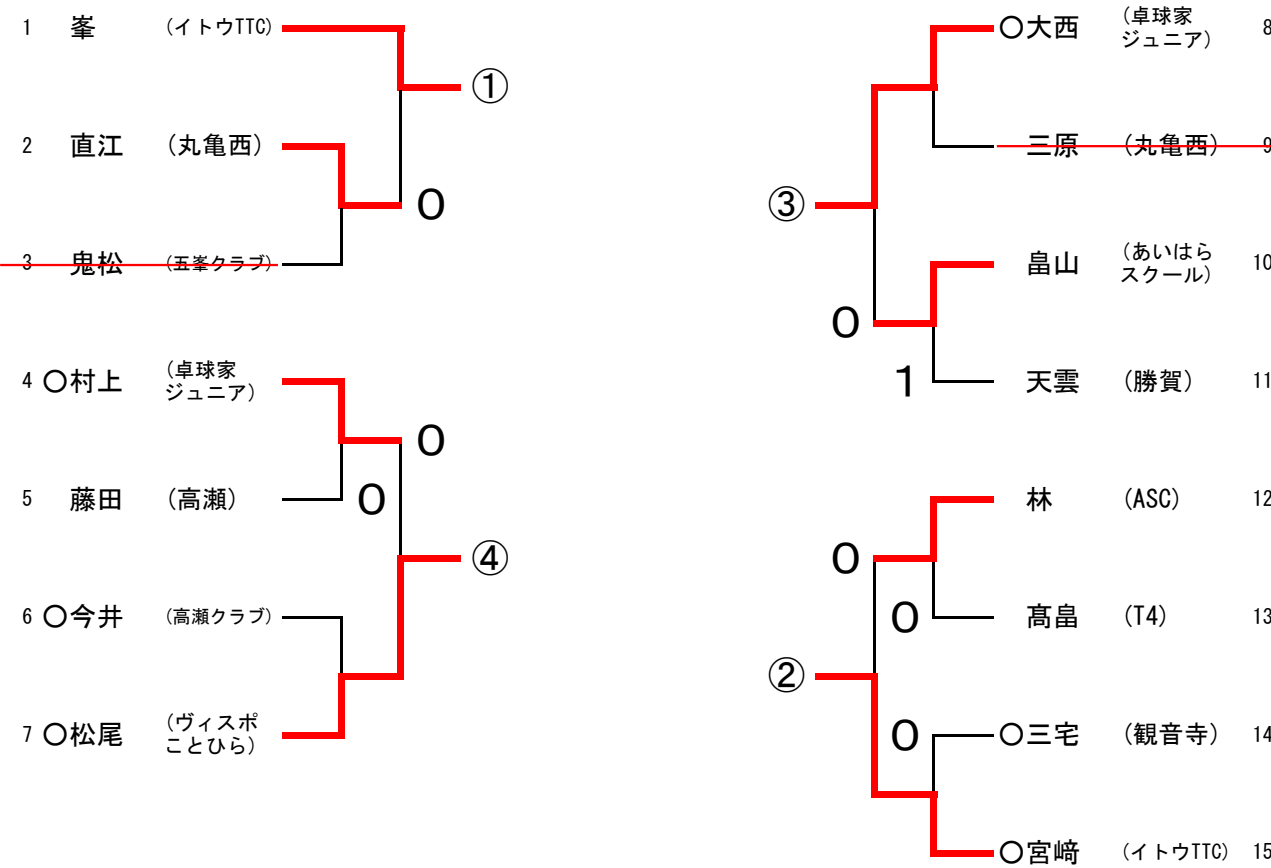 1 峯 (イトウTTC)
①
2 直江 (丸亀西)
0
3 鬼松 (五峯クラブ)
4 〇村上 (卓球家
ジュニア)
0
5 藤田 (高瀬)
0
④
6 〇今井 (高瀬クラブ)
7 〇松尾 (ヴィスポ
ことひら)
〇大西 (卓球家
ジュニア) 8
三原 (丸亀西) 9
③
畠山 (あいはら
スクール) 10
0
1
天雲 (勝賀) 11
林 (ASC) 12
0
0
髙畠 (T4) 13
②
0
〇三宅 (観音寺) 14
〇宮﨑 (イトウTTC) 15